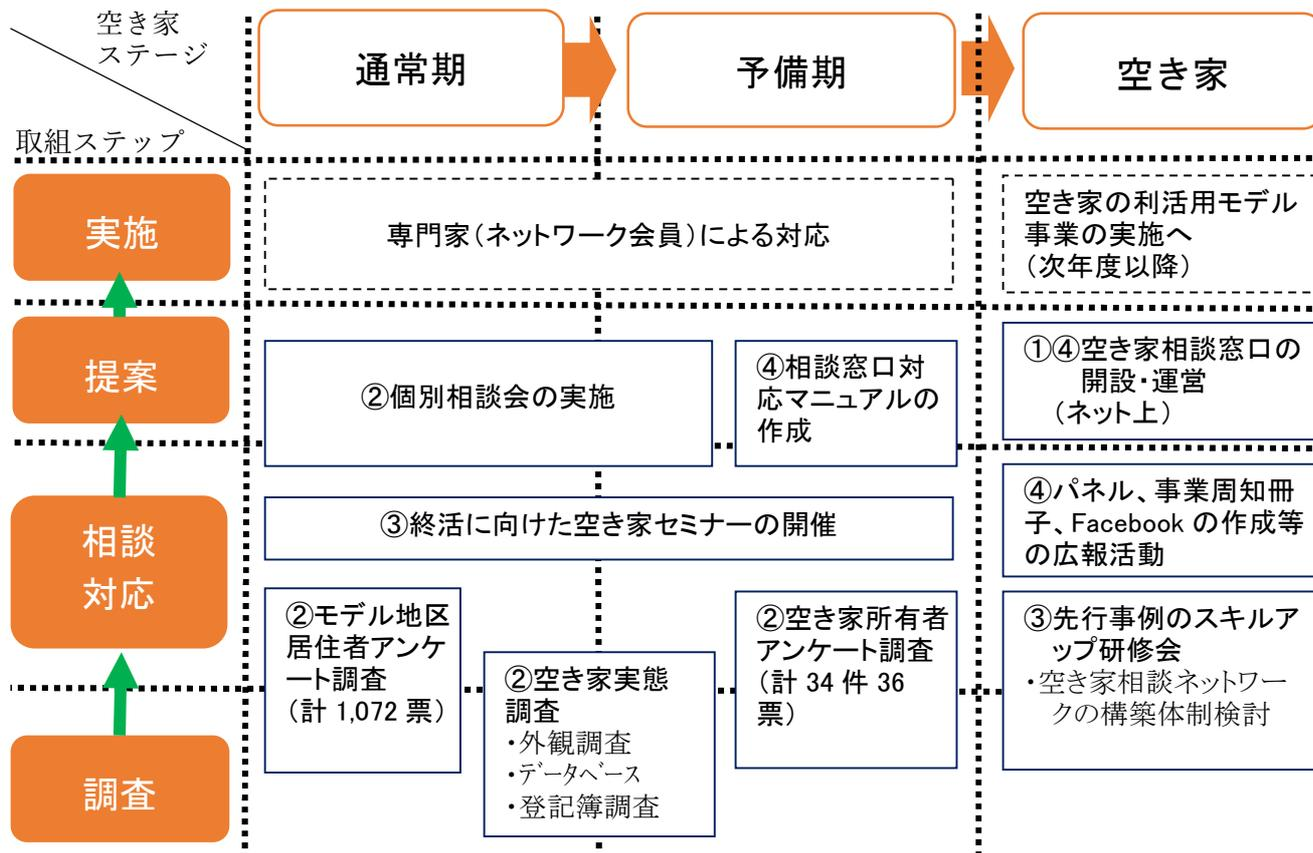 空き家
ステージ
取組ステップ
通常期
予備期
空き家
実施
専門家（ネットワーク会員）による対応
空き家の利活用モデル
事業の実施へ
（次年度以降）
提案
②個別相談会の実施
④相談窓口対
応マニュアルの
作成
①④空き家相談窓口の
開設・運営
（ネット上）
相談
対応
③終活に向けた空き家セミナーの開催
④パネル、事業周知冊
子、Facebook の作成等
の広報活動
②モデル地区
居住者アンケ
ート調査
（計 1,072 票）
②空き家実態
調査
・外観調査
・データベース
・登記簿調査
②空き家所有者
アンケート調査
（計 34 件 36
票）
③先行事例のスキルア
ップ研修会
・空き家相談ネットワー
クの構築体制検討
調査